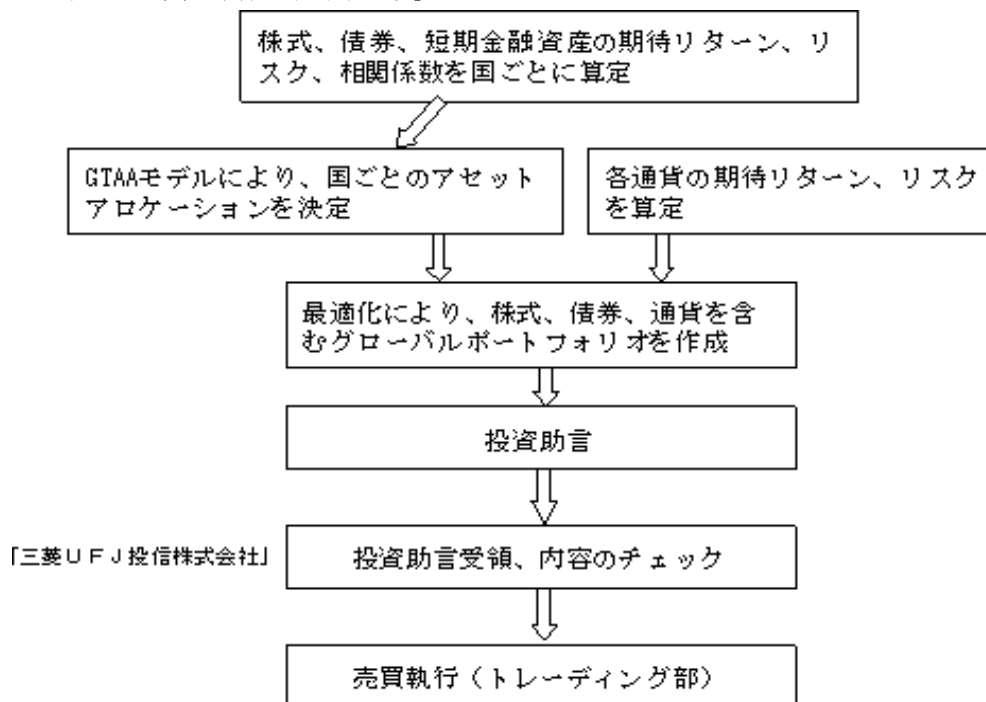 株式、債券、短期金融資産の期待リターン、リ
スク、相関係数を国ごとに算定
GTAAモデルにより、国ごとのアセット
アロケーションを決定
各通貨の期待リターン、リスク
を算定
最適化により、株式、債券、通貨を含
むグローバルポートフォリオを作成
投資助言
「三菱ＵＦＪ投信株式会社」
投資助言受領、内容のチェック
売買執行（トレーディング部）